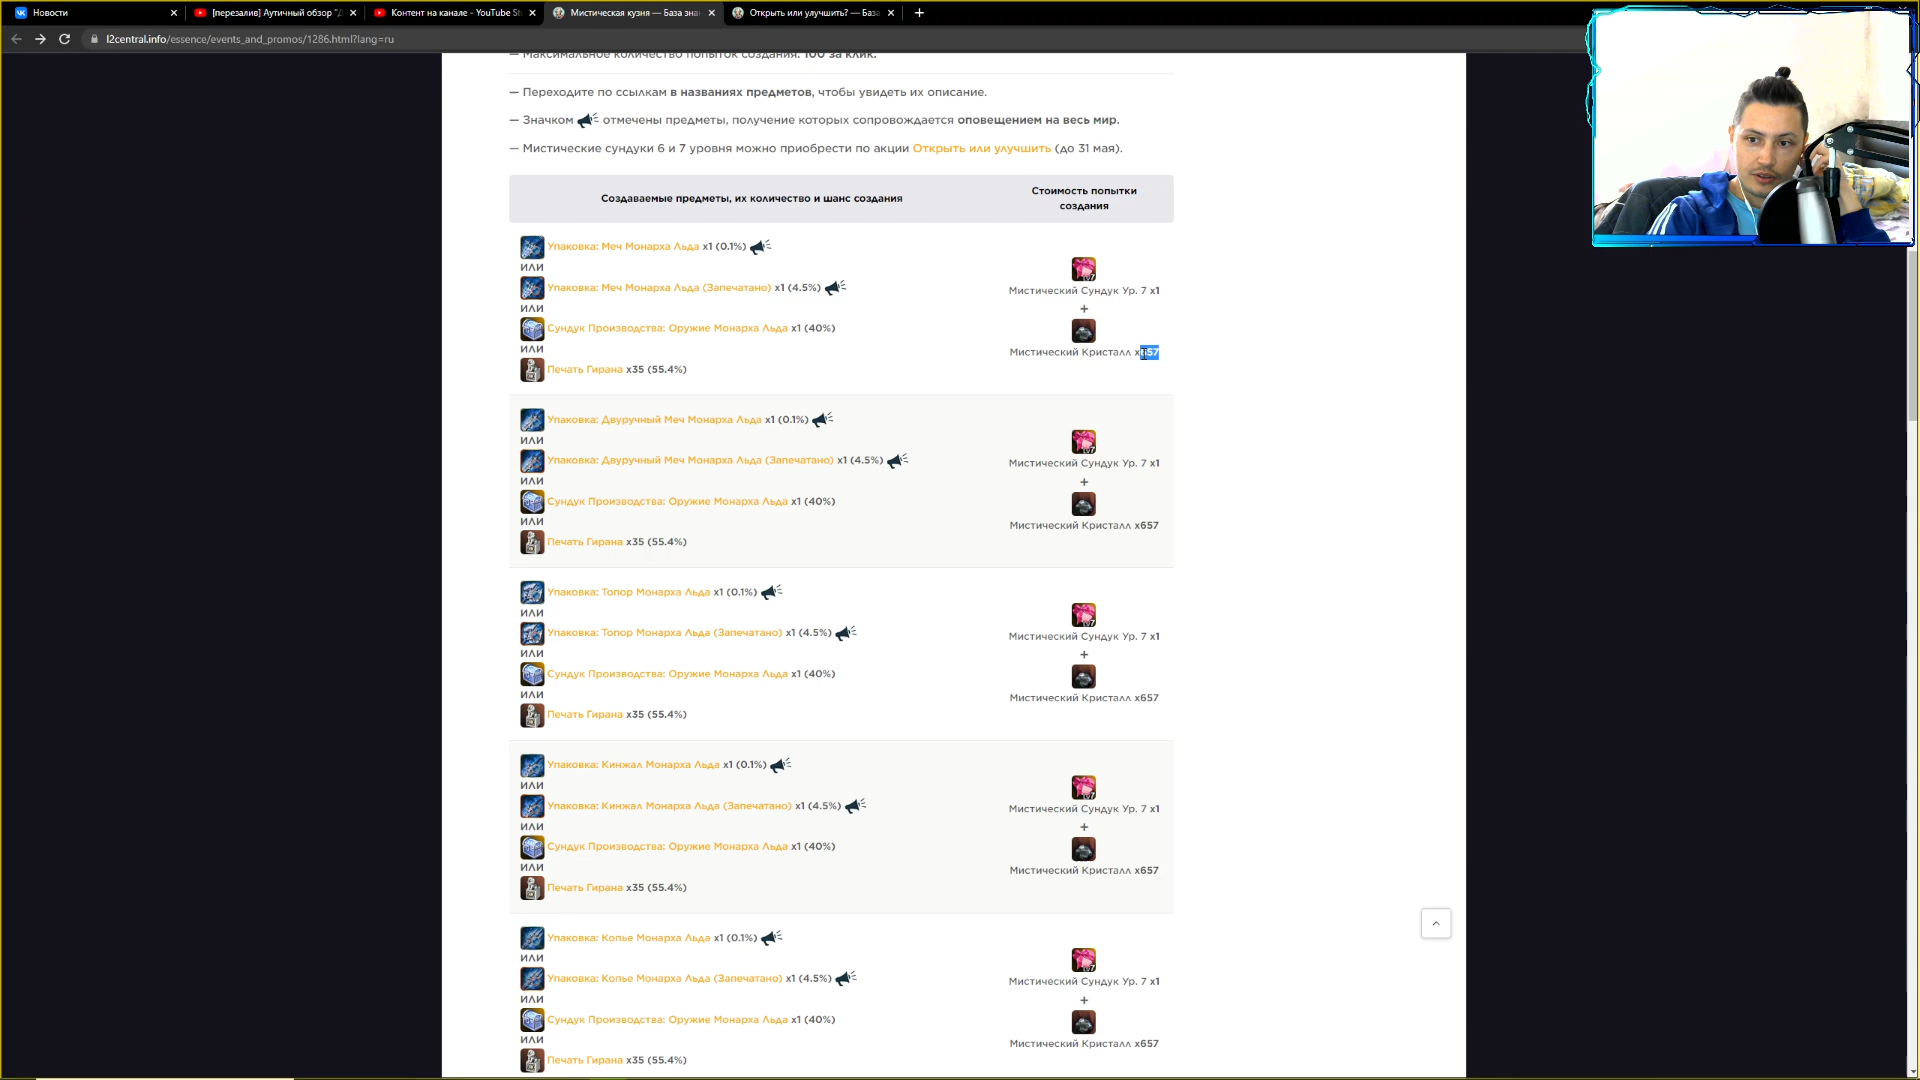 Новости
[перезалив] Аутичный обзор "Д
Контент на канале - YouTube St
Мистическая кузня — База зна
Открыть или улучшить? — База
l2central.info/essence/events_and_promos/1286.html?lang=ru
— Максимальное количество попыток создания: 100 за клик.
— Переходите по ссылкам в названиях предметов, чтобы увидеть их описание.
— Значком отмечены предметы, получение которых сопровождается оповещением на весь мир.
— Мистические сундуки 6 и 7 уровня можно приобрести по акции Открыть или улучшить (до 31 мая).
Создаваемые предметы, их количество и шанс создания
Стоимость попытки
создания
Упаковка: Меч Монарха Льда x1 (0.1%)
ИЛИ
Упаковка: Меч Монарха Льда (Запечатано) x1 (4.5%)
ИЛИ
Сундук Производства: Оружие Монарха Льда x1 (40%)
ИЛИ
Печать Гирана x35 (55.4%)
Мистический Сундук Ур. 7 x1
+
Мистический Кристалл x657
Упаковка: Двуручный Меч Монарха Льда x1 (0.1%)
ИЛИ
Упаковка: Двуручный Меч Монарха Льда (Запечатано) x1 (4.5%)
ИЛИ
Сундук Производства: Оружие Монарха Льда x1 (40%)
ИЛИ
Печать Гирана x35 (55.4%)
Мистический Сундук Ур. 7 x1
+
Мистический Кристалл x657
Упаковка: Топор Монарха Льда x1 (0.1%)
ИЛИ
Упаковка: Топор Монарха Льда (Запечатано) x1 (4.5%)
ИЛИ
Сундук Производства: Оружие Монарха Льда x1 (40%)
ИЛИ
Печать Гирана x35 (55.4%)
Мистический Сундук Ур. 7 x1
+
Мистический Кристалл x657
Упаковка: Кинжал Монарха Льда x1 (0.1%)
ИЛИ
Упаковка: Кинжал Монарха Льда (Запечатано) x1 (4.5%)
ИЛИ
Сундук Производства: Оружие Монарха Льда x1 (40%)
ИЛИ
Печать Гирана x35 (55.4%)
Мистический Сундук Ур. 7 x1
+
Мистический Кристалл x657
Упаковка: Копье Монарха Льда x1 (0.1%)
ИЛИ
Упаковка: Копье Монарха Льда (Запечатано) x1 (4.5%)
ИЛИ
Сундук Производства: Оружие Монарха Льда x1 (40%)
ИЛИ
Печать Гирана x35 (55.4%)
Мистический Сундук Ур. 7 x1
+
Мистический Кристалл x657